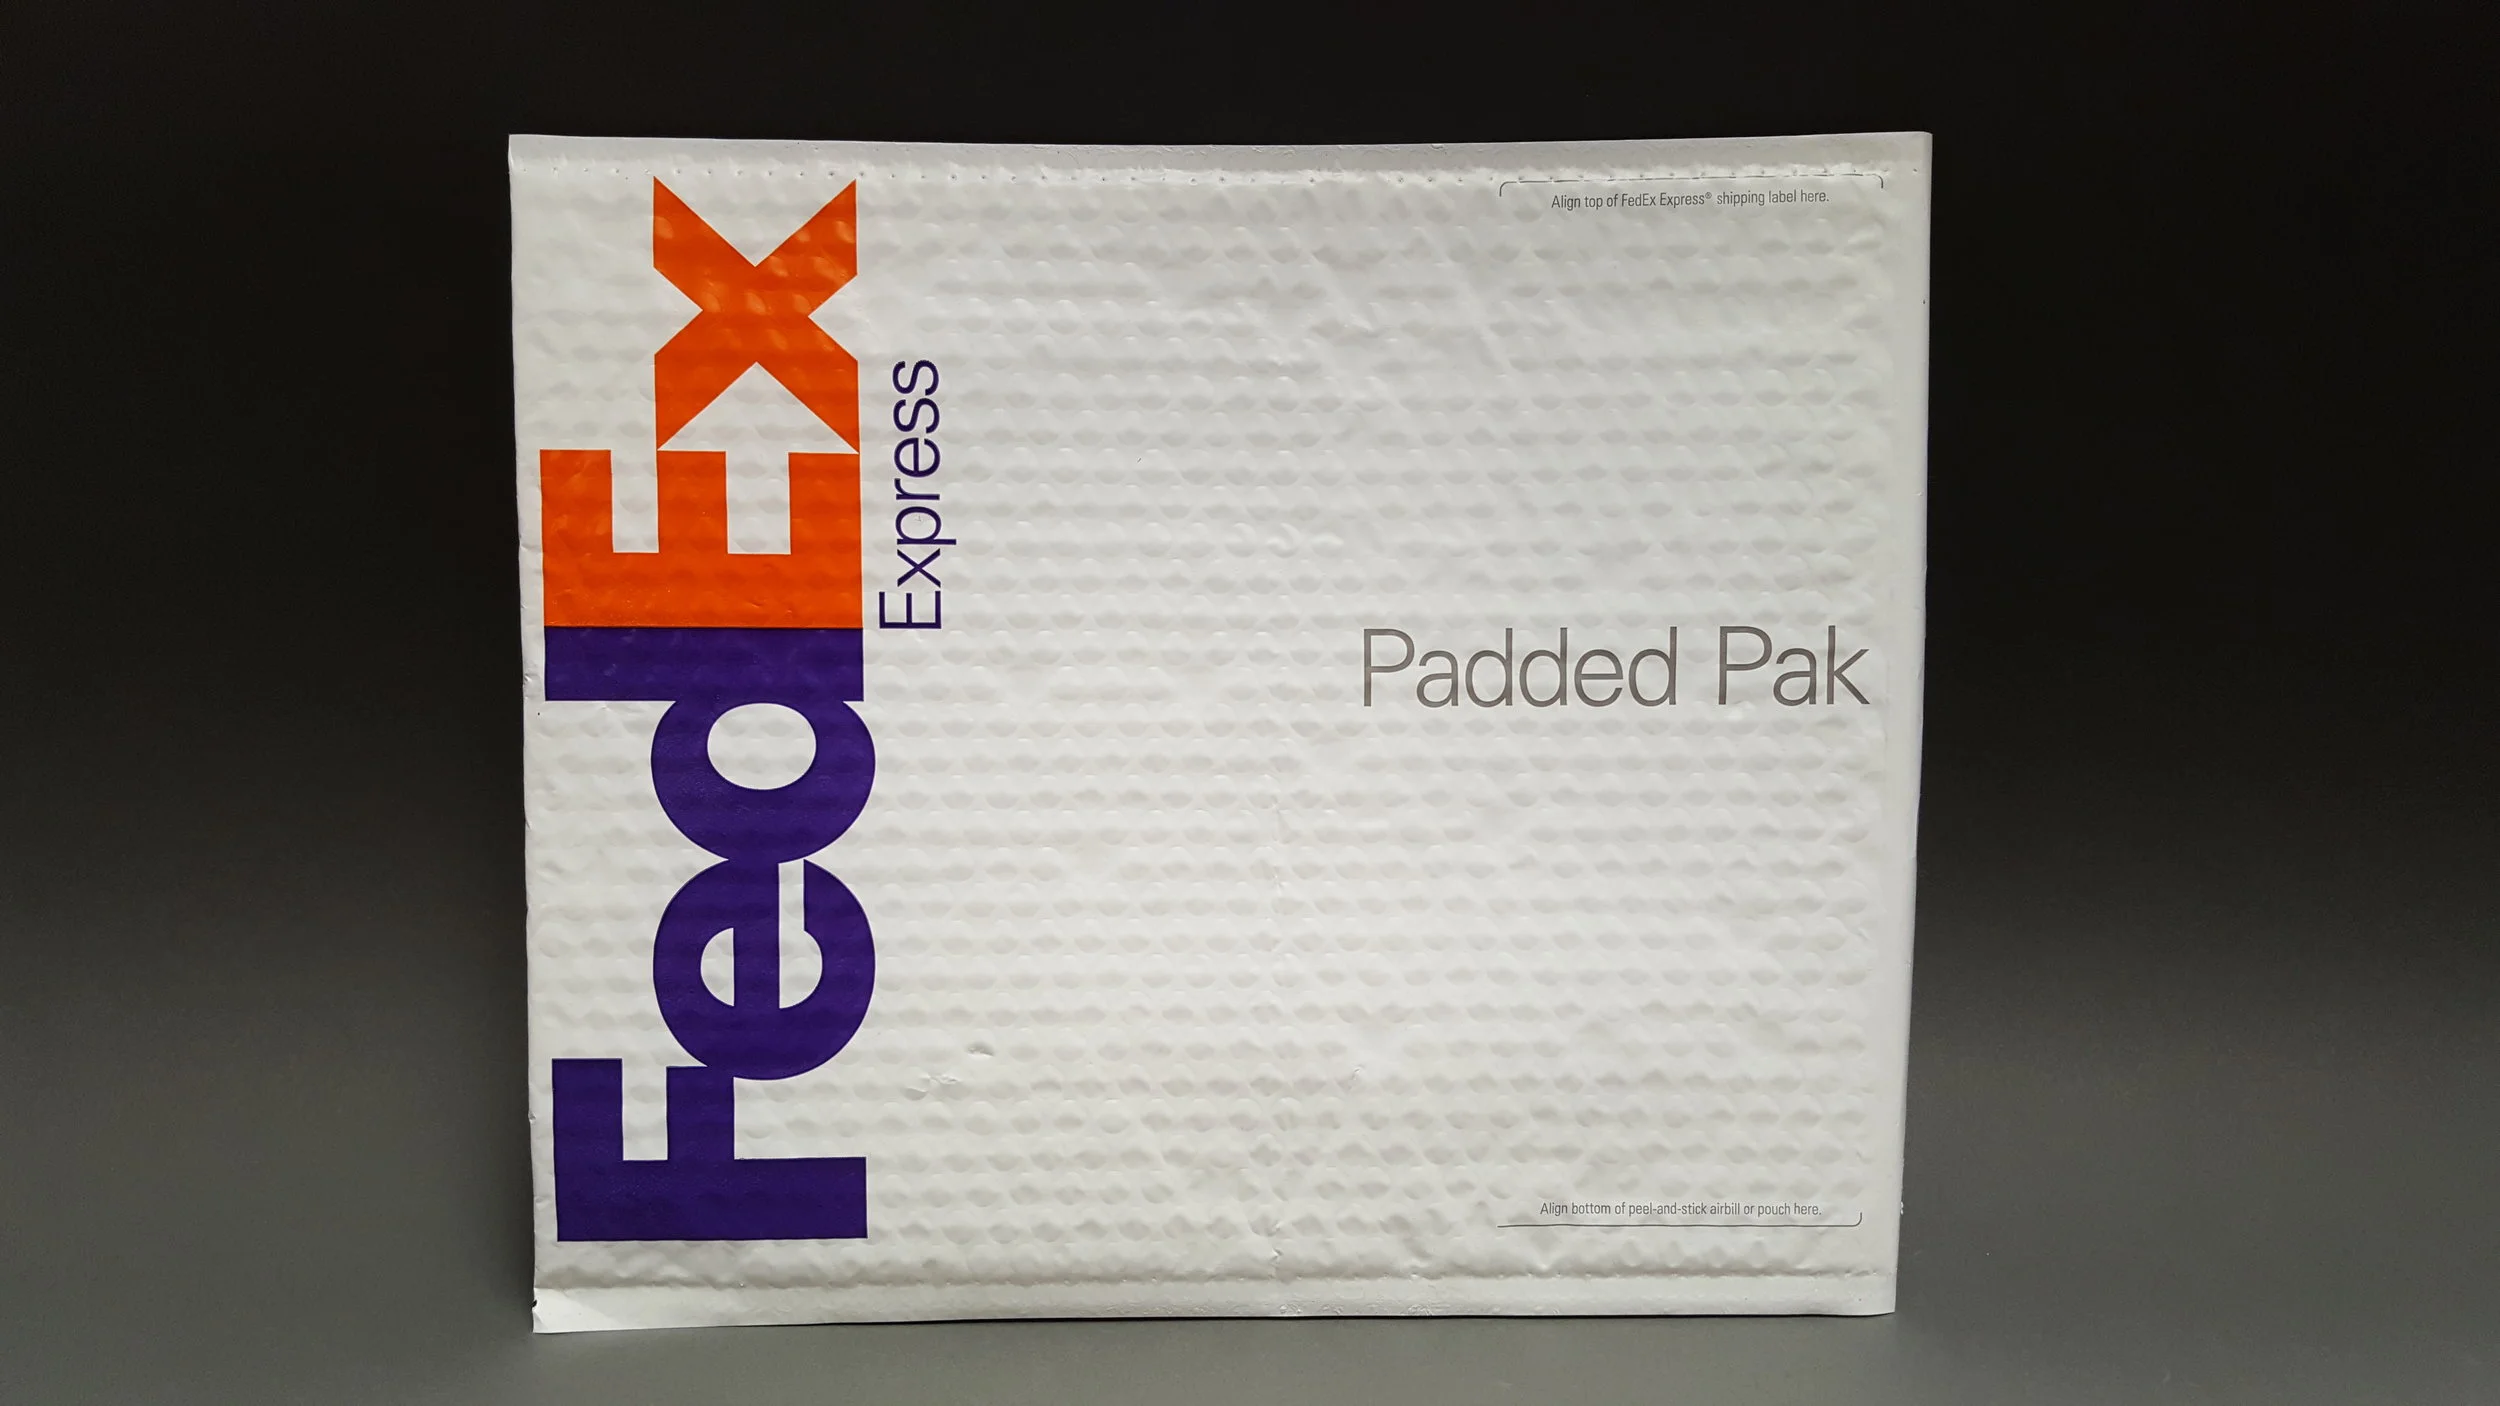 FedEx
Express
Align top of FedEx Express® shipping label here.
Padded Pak
Align bottom of peel-and-stick airbill or pouch here.